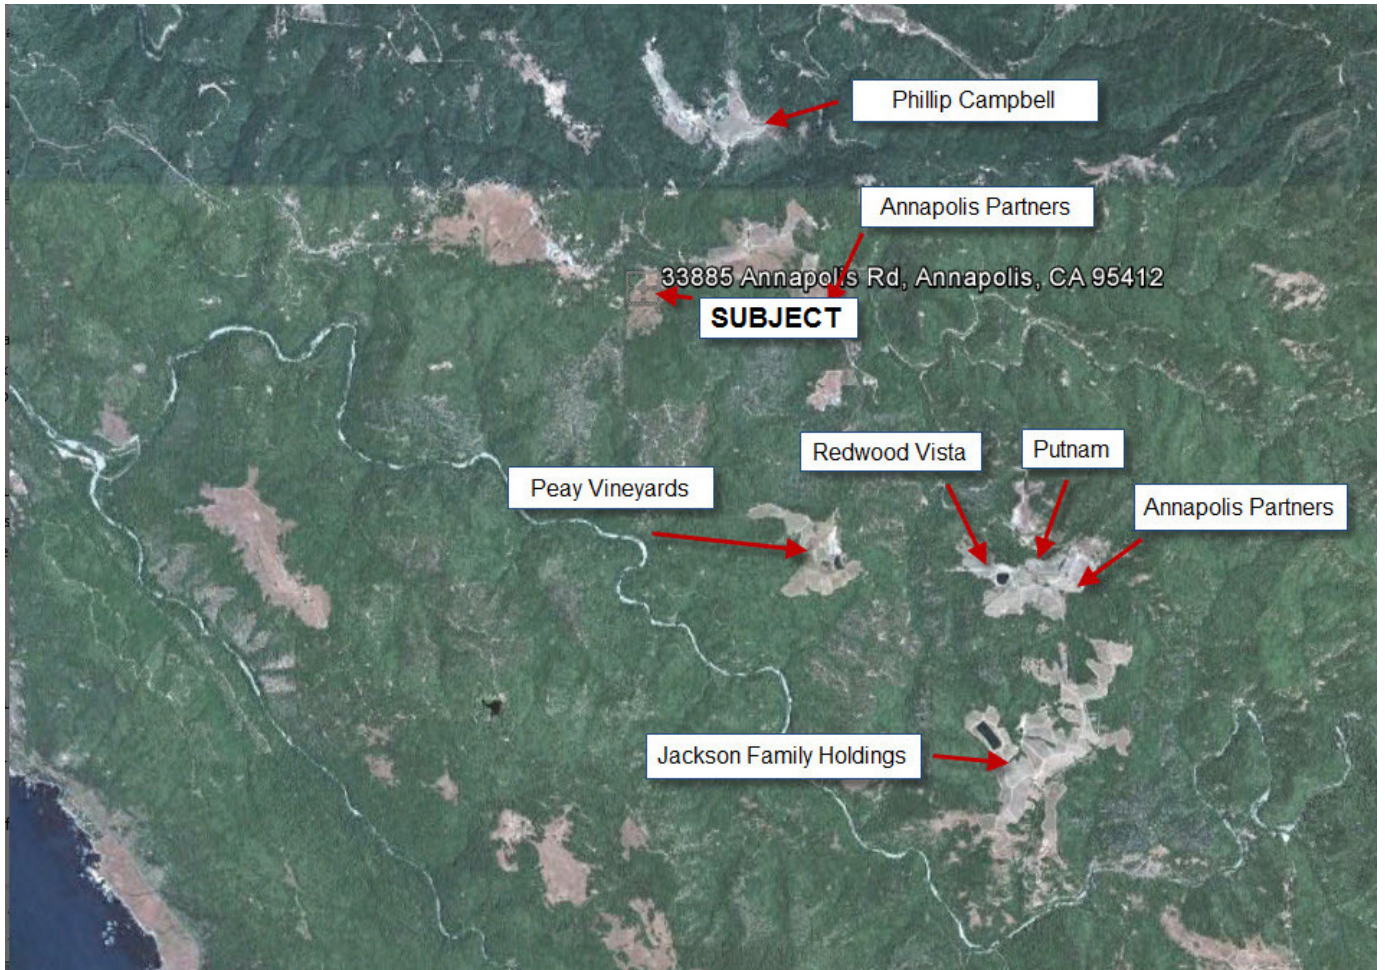 Phillip Campbell
Annapolis Partners
33885 Annapolis Rd, Annapolis, CA 95412
SUBJECT
Redwood Vista
Putnam
Peay Vineyards
Annapolis Partners
Jackson Family Holdings